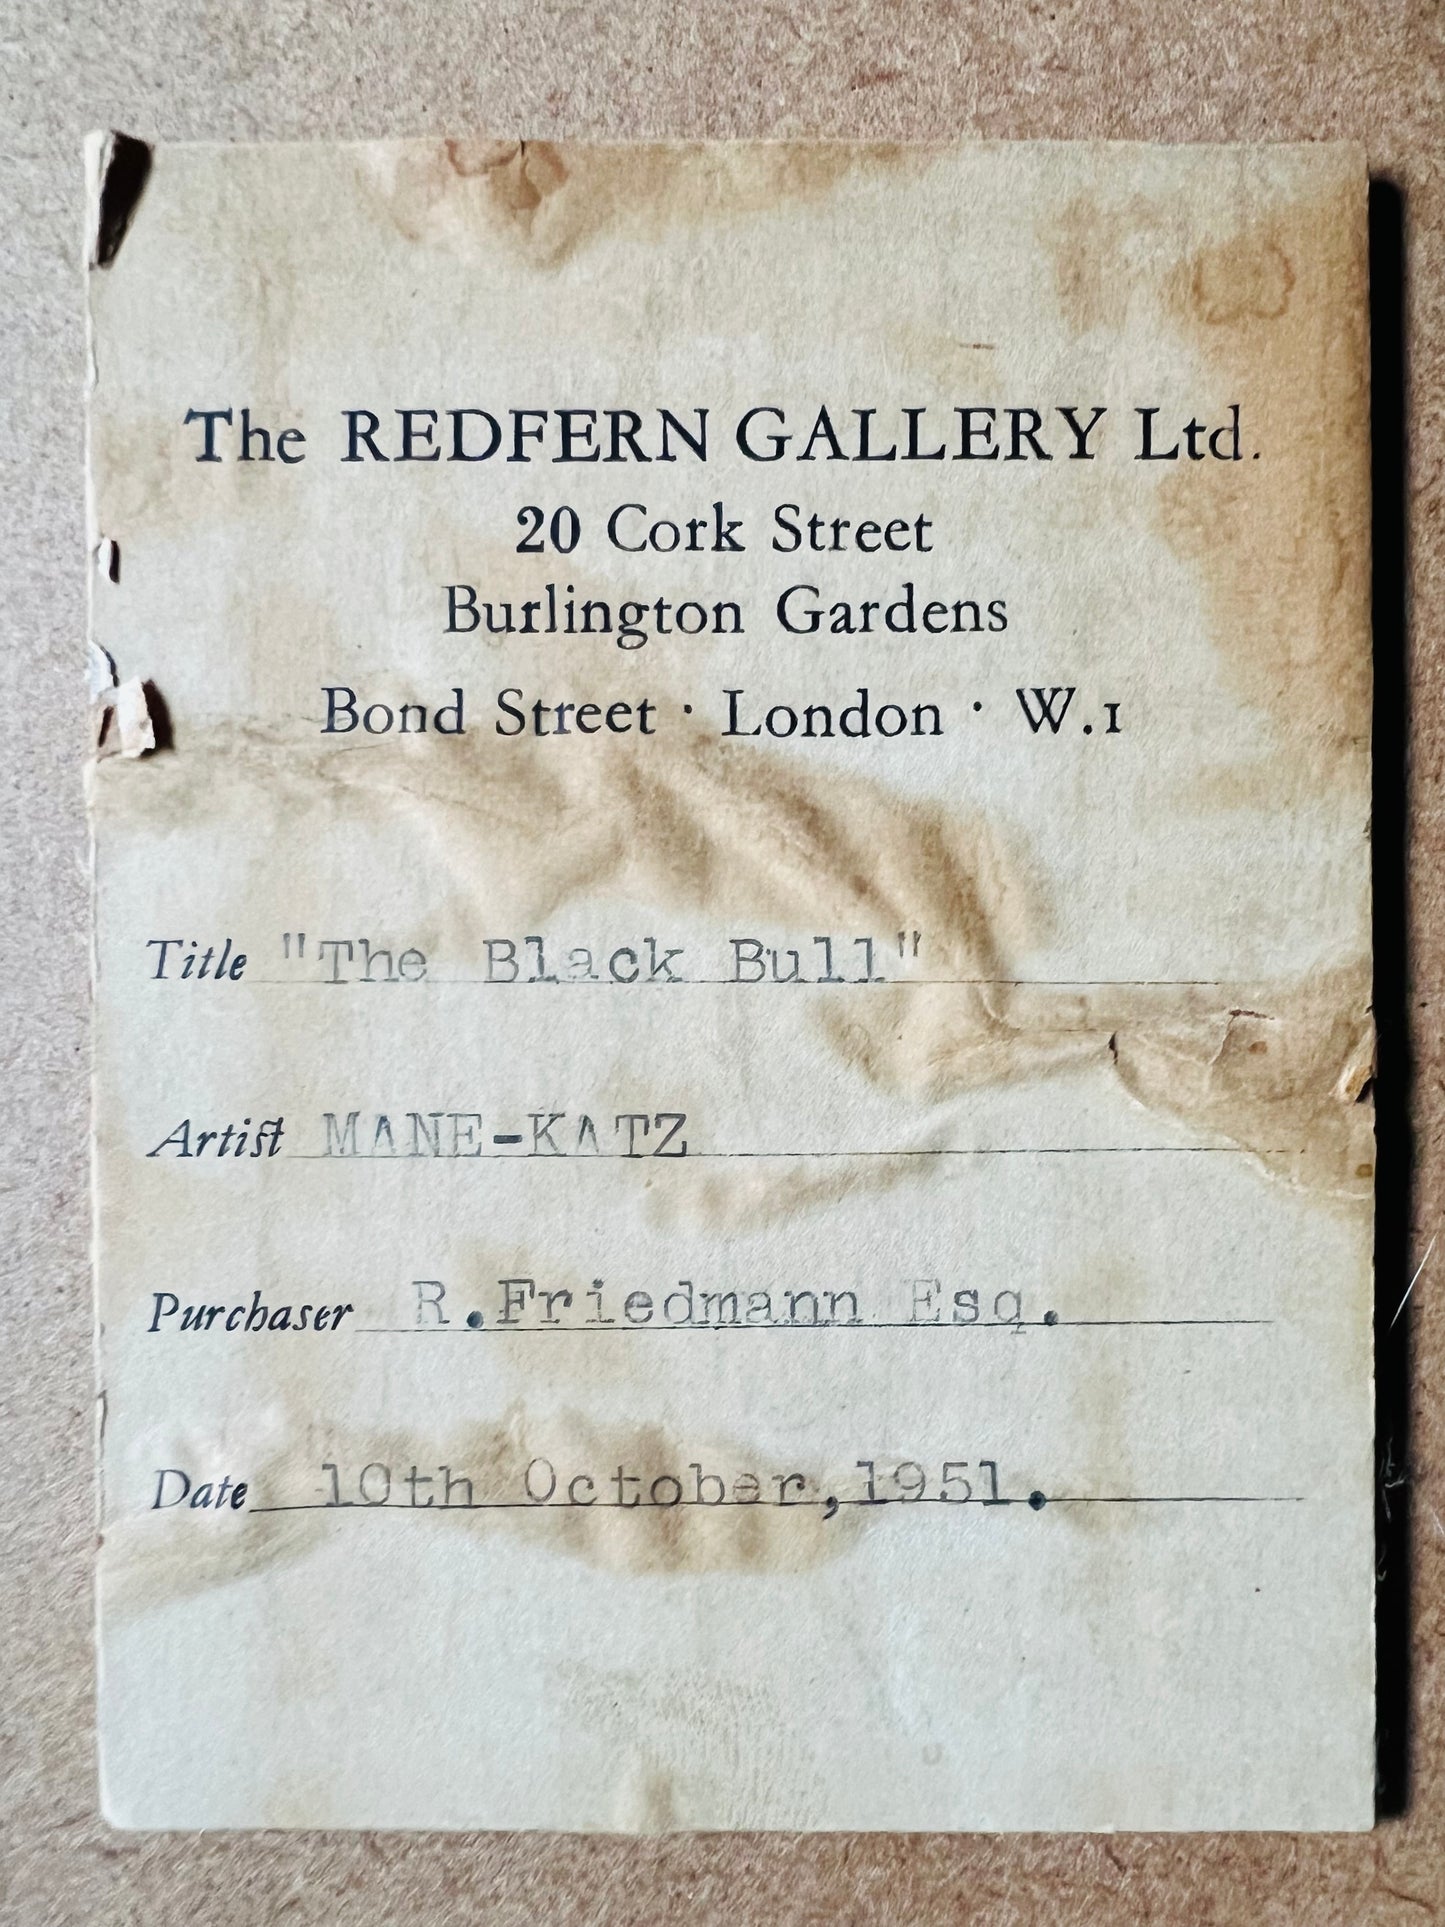 The REDFERN GALLERY Ltd.
20 Cork Street
Burlington Gardens
Bond Street · London · W.1
Title "The Black Bull"
Artist MANE-KATZ
Purchaser R.Friedmann Esq.
Date 10th October,1951.